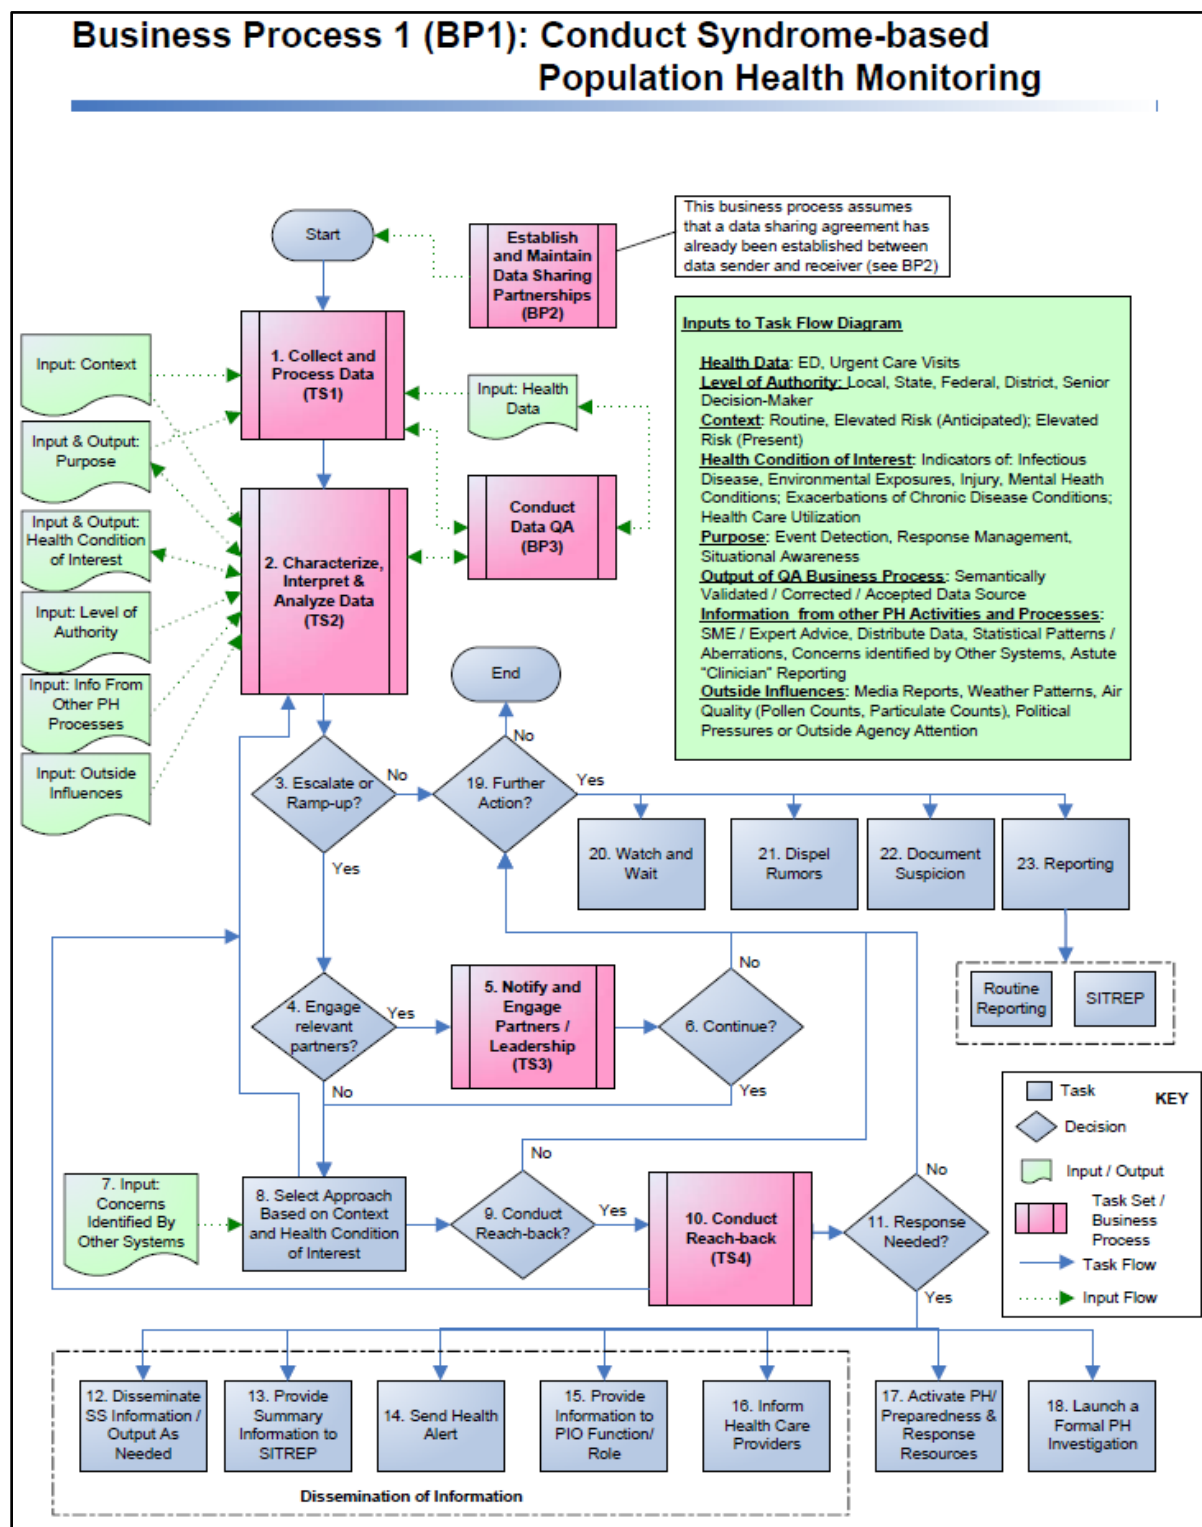 Business Process 1 (BP1): Conduct Syndrome-based
Population Health Monitoring
Start
Establish
and Maintain
Data Sharing
Partnerships
(BP2)
This business process assumes
that a data sharing agreement has
already been established between
data sender and receiver (see BP2)
Input: Context
1. Collect and
Process Data
(TS1)
Input: Health
Data
Input & Output:
Purpose
Input & Output:
Health Condition
of Interest
2. Characterize,
Interpret &
Analyze Data
(TS2)
Conduct
Data QA
(BP3)
Input: Level of
Authority
Input: Info From
Other PH
Processes
Input: Outside
Influences
Inputs to Task Flow Diagram
Health Data: ED, Urgent Care Visits
Level of Authority: Local, State, Federal, District, Senior
Decision-Maker
Context: Routine, Elevated Risk (Anticipated); Elevated
Risk (Present)
Health Condition of Interest: Indicators of: Infectious
Disease, Environmental Exposures, Injury, Mental Heath
Conditions; Exacerbations of Chronic Disease Conditions;
Health Care Utilization
Purpose: Event Detection, Response Management,
Situational Awareness
Output of QA Business Process: Semantically
Validated / Corrected / Accepted Data Source
Information from other PH Activities and Processes:
SME / Expert Advice, Distribute Data, Statistical Patterns /
Aberrations, Concerns identified by Other Systems, Astute
"Clinician" Reporting
Outside Influences: Media Reports, Weather Patterns, Air
Quality (Pollen Counts, Particulate Counts), Political
Pressures or Outside Agency Attention
End
No
3. Escalate or
Ramp-up?
No
19. Further
Action?
Yes
Yes
20. Watch and
Wait
21. Dispel
Rumors
22. Document
Suspicion
23. Reporting
Routine
Reporting
SITREP
4. Engage
relevant
partners?
Yes
5. Notify and
Engage
Partners /
Leadership
(TS3)
No
6. Continue?
Yes
No
KEY
Task
Decision
Input / Output
Task Set /
Business
Process
Task Flow
Input Flow
7. Input:
Concerns
Identified By
Other Systems
8. Select Approach
Based on Context
and Health Condition
of Interest
No
9. Conduct
Reach-back?
Yes
10. Conduct
Reach-back
(TS4)
No
11. Response
Needed?
Yes
12. Disseminate
SS Information /
Output As
Needed
13. Provide
Summary
Information to
SITREP
14. Send Health
Alert
15. Provide
Information to
PIO Function/
Role
16. Inform
Health Care
Providers
17. Activate PH/
Preparedness &
Response
Resources
18. Launch a
Formal PH
Investigation
Dissemination of Information